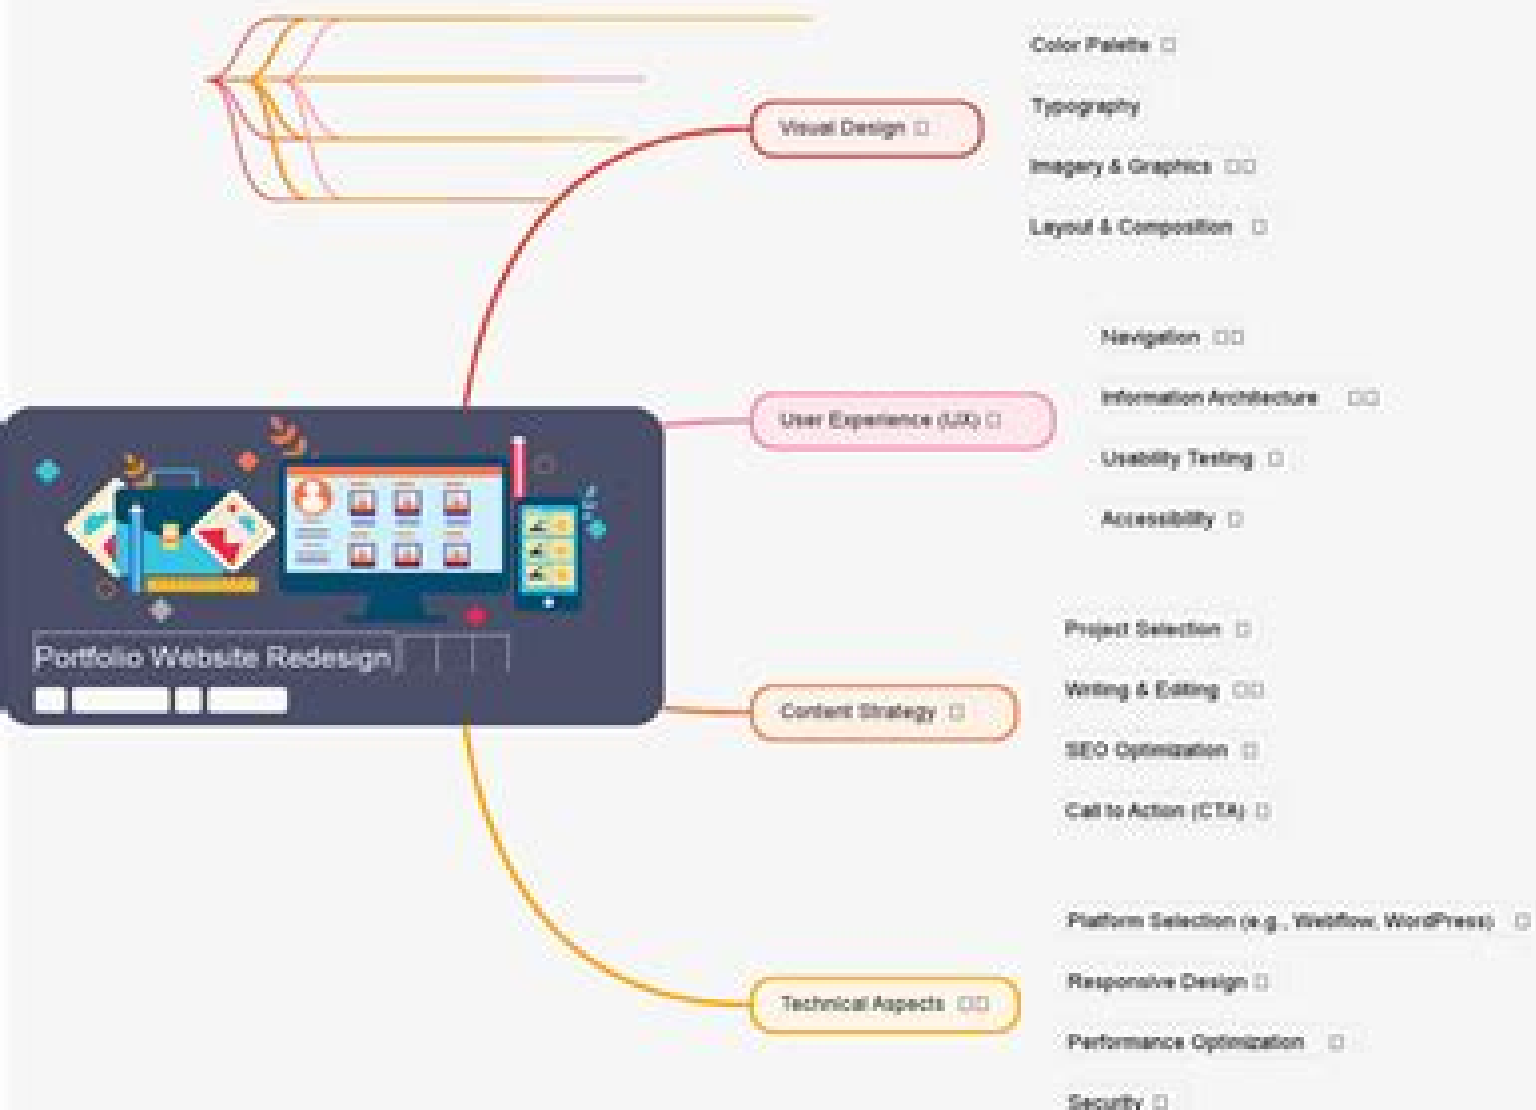 Color Palette
Typography
Visual Design
Imagery & Graphics
Layout & Composition
Navigation
Information Architecture
User Experience (UX)
Usability Testing
Accessibility
Portfolio Website Redesign
Project Selection
Writing & Editing
Content Strategy
SEO Optimization
Call to Action (CTA)
Platform Selection (e.g., Webflow, WordPress)
Responsive Design
Technical Aspects
Performance Optimization
Security